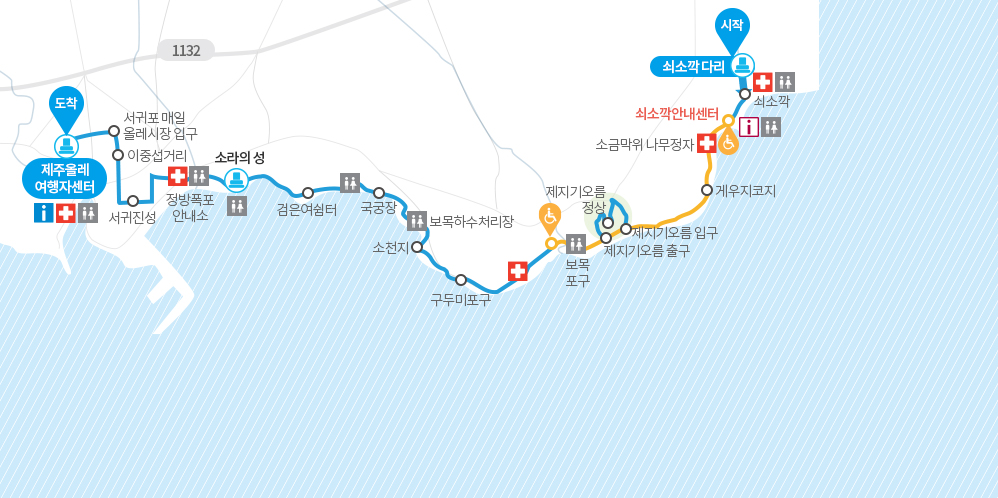 시작
1132
쇠소깍 다리
도착
쇠소깍
쇠소깍안내센터
서귀포 매일
올레시장 입구
소금막위 나무정자
이중섭거리
소라의 성
제주올레
여행자센터
게우지코지
제지기오름
정상
정방폭포
안내소
서귀진성
검은여쉼터
국궁장
보목하수처리장
제지기오름 입구
제지기오름 출구
소천지
보목
포구
구두미포구